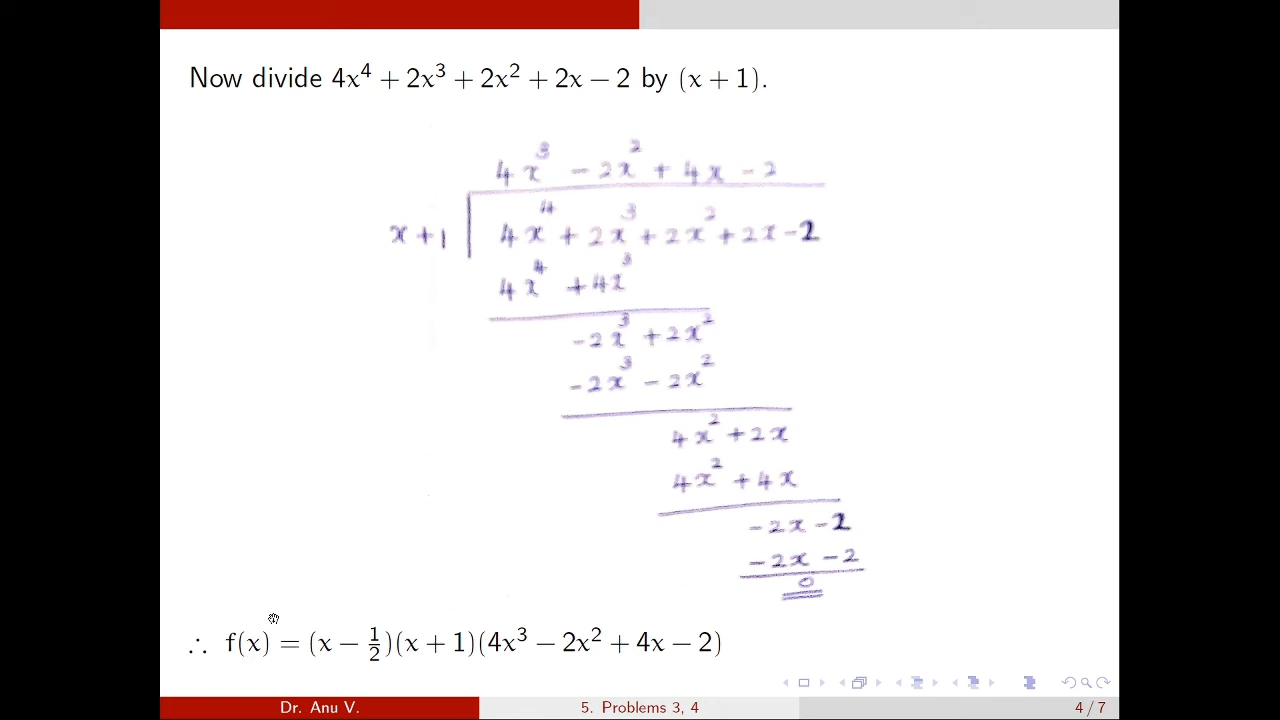 Now divide 4x⁴ + 2x³ + 2x² + 2x − 2 by (x + 1).
4x³ − 2x² + 4x − 2
x + 1 | 4x⁴ + 2x³ + 2x² + 2x − 2
4x⁴ + 4x³
−2x³ + 2x²
−2x³ − 2x²
4x² + 2x
4x² + 4x
−2x − 2
−2x − 2
0
∴ f(x) = (x − 1/2)(x + 1)(4x³ − 2x² + 4x − 2)
Dr. Anu V. 5. Problems 3, 4 4 / 7